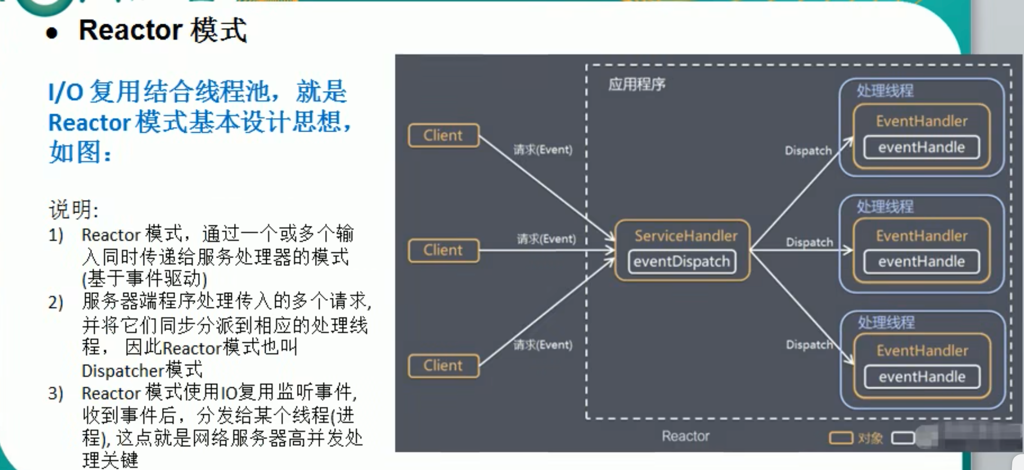 ● Reactor 模式
I/O 复用结合线程池，就是
Reactor 模式基本设计思想，
如图：
说明:
1) Reactor 模式，通过一个或多个输
入同时传递给服务处理器的模式
(基于事件驱动)
2) 服务器端程序处理传入的多个请求,
并将它们同步分派到相应的处理线
程， 因此Reactor模式也叫
Dispatcher模式
3) Reactor 模式使用IO复用监听事件,
收到事件后，分发给某个线程(进
程), 这点就是网络服务器高并发处
理关键
应用程序
Client
请求(Event)
Client
请求(Event)
Client
请求(Event)
ServiceHandler
eventDispatch
Dispatch
Dispatch
Dispatch
处理线程
EventHandler
eventHandle
处理线程
EventHandler
eventHandle
处理线程
EventHandler
eventHandle
Reactor
对象